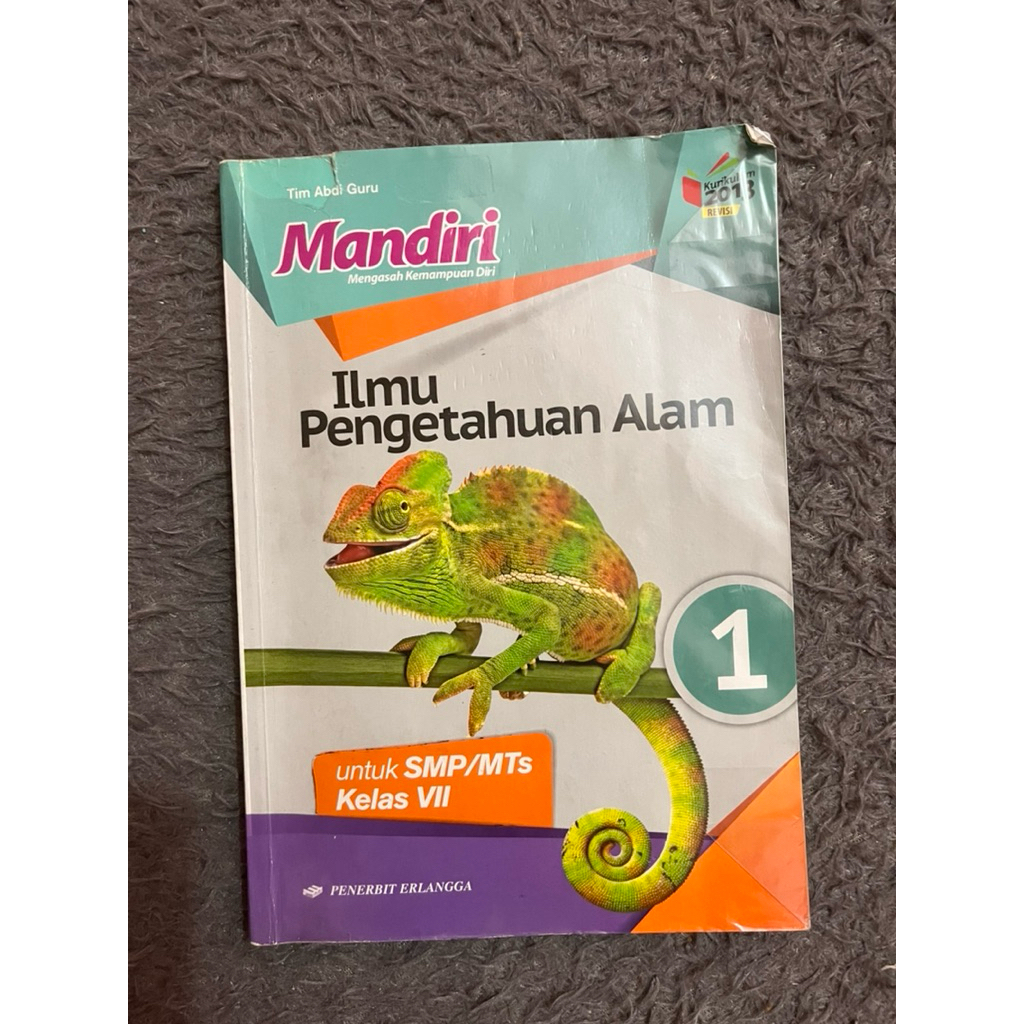 Tim Abdi Guru
Kurikulum
2013
REVISI
Mandiri
Mengasah Kemampuan Diri
Ilmu
Pengetahuan Alam
1
untuk SMP/MTs
Kelas VII
PENERBIT ERLANGGA